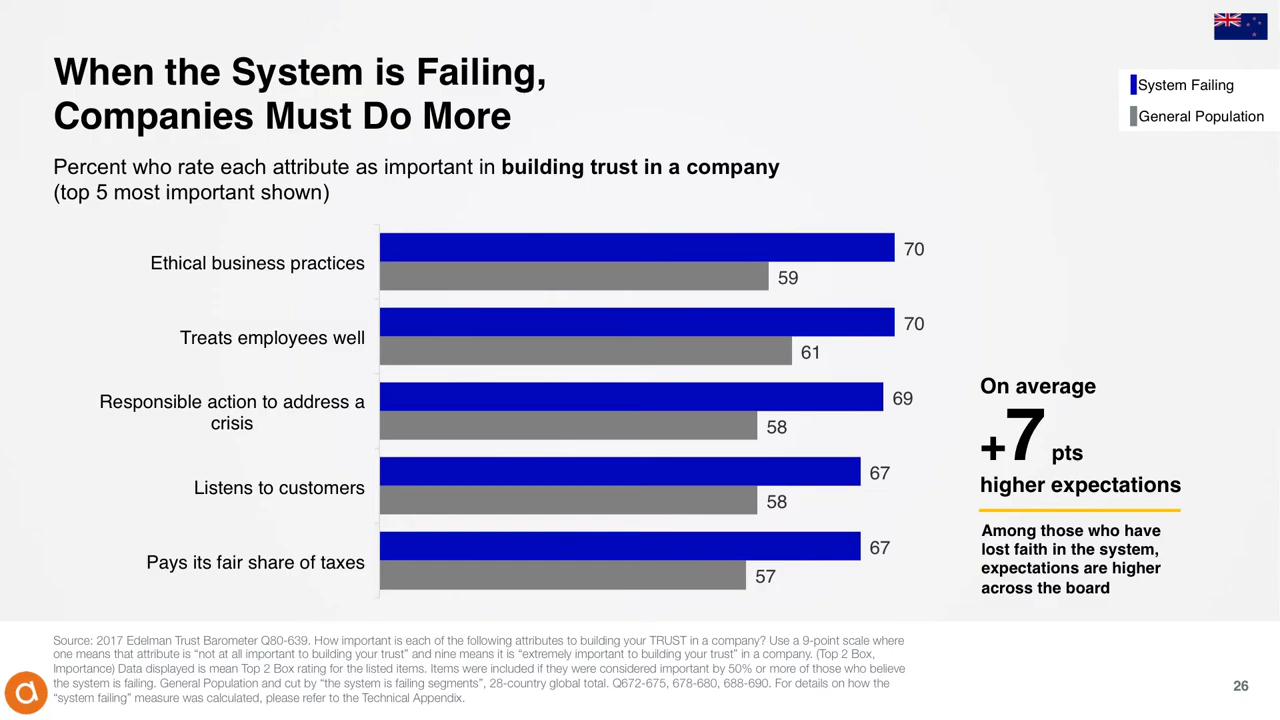 When the System is Failing,
Companies Must Do More
System Failing
General Population
Percent who rate each attribute as important in building trust in a company
(top 5 most important shown)
Ethical business practices
70
59
Treats employees well
70
61
Responsible action to address a
crisis
69
58
Listens to customers
67
58
Pays its fair share of taxes
67
57
On average
+7 pts
higher expectations
Among those who have
lost faith in the system,
expectations are higher
across the board
Source: 2017 Edelman Trust Barometer Q80-639. How important is each of the following attributes to building your TRUST in a company? Use a 9-point scale where
one means that attribute is “not at all important to building your trust” and nine means it is “extremely important to building your trust” in a company. (Top 2 Box,
Importance) Data displayed is mean Top 2 Box rating for the listed items. Items were included if they were considered important by 50% or more of those who believe
the system is failing. General Population and cut by “the system is failing segments”, 28-country global total. Q672-675, 678-680, 688-690. For details on how the
“system failing” measure was calculated, please refer to the Technical Appendix.
a
26